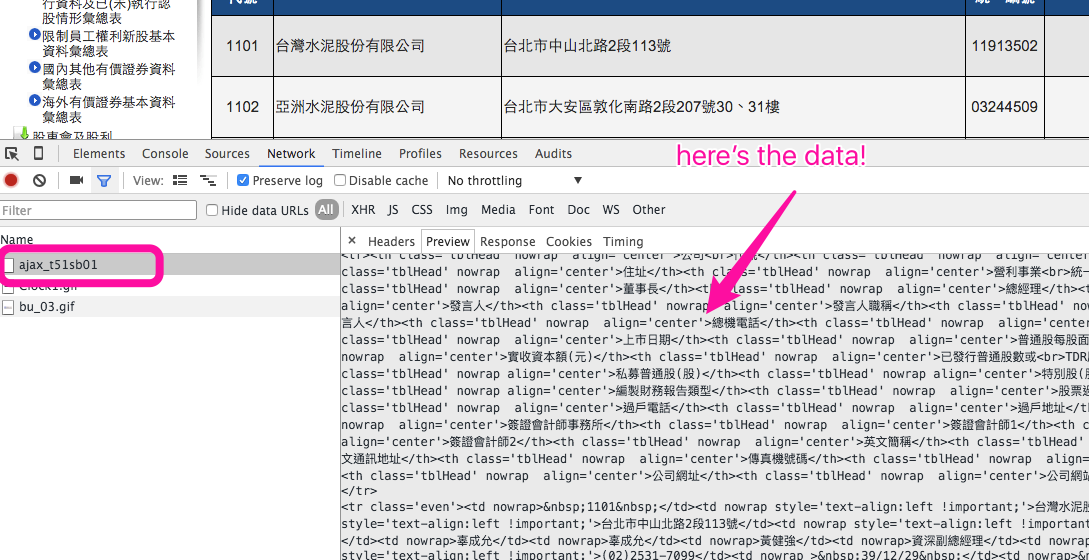 行資料及已(未)執行認
股情形彙總表
限制員工權利新股基本
資料彙總表
國內其他有價證券資料
彙總表
海外有價證券基本資料
彙總表
股東會及股利
1101 台灣水泥股份有限公司 台北市中山北路2段113號 11913502
1102 亞洲水泥股份有限公司 台北市大安區敦化南路2段207號30、31樓 03244509
here's the data!
Elements Console Sources Network Timeline Profiles Resources Audits
View: Preserve log Disable cache No throttling
Filter Hide data URLs All XHR JS CSS Img Media Font Doc WS Other
Name
× Headers Preview Response Cookies Timing
ajax_t51sb01
Clock1.gif
bu_03.gif
<tr><th class='tblHead' nowrap align='center'>公司<br>代號</th><th class='tblHead' nowrap align='center'>
class='tblHead' nowrap align='center'>住址</th><th class='tblHead' nowrap align='center'>營利事業<br>統一
class='tblHead' nowrap align='center'>董事長</th><th class='tblHead' nowrap align='center'>總經理</th><t
align='center'>發言人</th><th class='tblHead' nowrap align='center'>發言人職稱</th><th class='tblHead' n
言人</th><th class='tblHead' nowrap align='center'>總機電話</th><th class='tblHead' nowrap align='cente
class='tblHead' nowrap align='center'>上市日期</th><th class='tblHead' nowrap align='center'>普通股每股面
nowrap align='center'>實收資本額(元)</th><th class='tblHead' nowrap align='center'>已發行普通股數或<br>TDR原
class='tblHead' nowrap align='center'>私募普通股(股)</th><th class='tblHead' nowrap align='center'>特別股(股
class='tblHead' nowrap align='center'>編製財務報告類型</th><th class='tblHead' nowrap align='center'>股票過
class='tblHead' nowrap align='center'>過戶電話</th><th class='tblHead' nowrap align='center'>過戶地址</th
nowrap align='center'>簽證會計師事務所</th><th class='tblHead' nowrap align='center'>簽證會計師1</th><th c
align='center'>簽證會計師2</th><th class='tblHead' nowrap align='center'>英文簡稱</th><th class='tblHead'
文通訊地址</th><th class='tblHead' nowrap align='center'>傳真機號碼</th><th class='tblHead' nowrap align='c
<th class='tblHead' nowrap align='center'>公司網址</th><th class='tblHead' nowrap align='center'>公司網站
</tr>
<tr class='even'><td nowrap>&nbsp;1101&nbsp;</td><td nowrap style='text-align:left !important;'>台灣水泥股
style='text-align:left !important;'>台北市中山北路2段113號</td><td nowrap style='text-align:left !importan
</td><td nowrap>辜成允</td><td nowrap>辜成允</td><td nowrap>黃健強</td><td nowrap>資深副總經理</td><td nowr
style='text-align:left !important;'>(02)2531-7099</td><td nowrap >&nbsp;39/12/29&nbsp;</td><td nowrap>&n